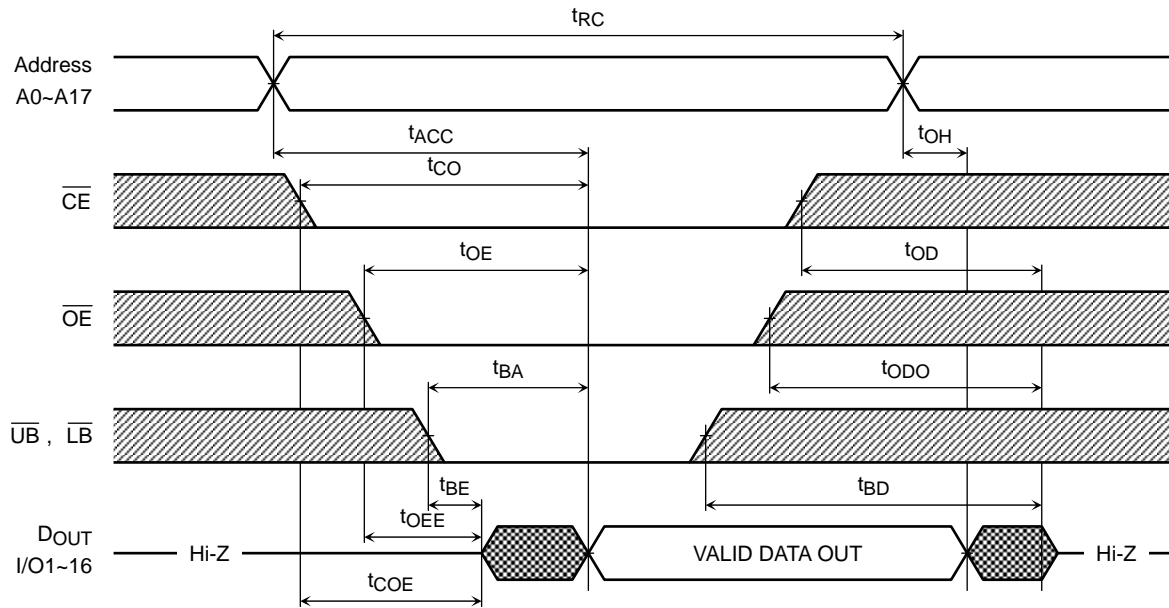 tRC
Address
A0~A17
tACC
tOH
tCO
CE
tOD
tOE
OE
tODO
tBA
UB , LB
tBE
tBD
tOEE
DOUT
I/O1~16
Hi-Z
VALID DATA OUT
Hi-Z
tCOE